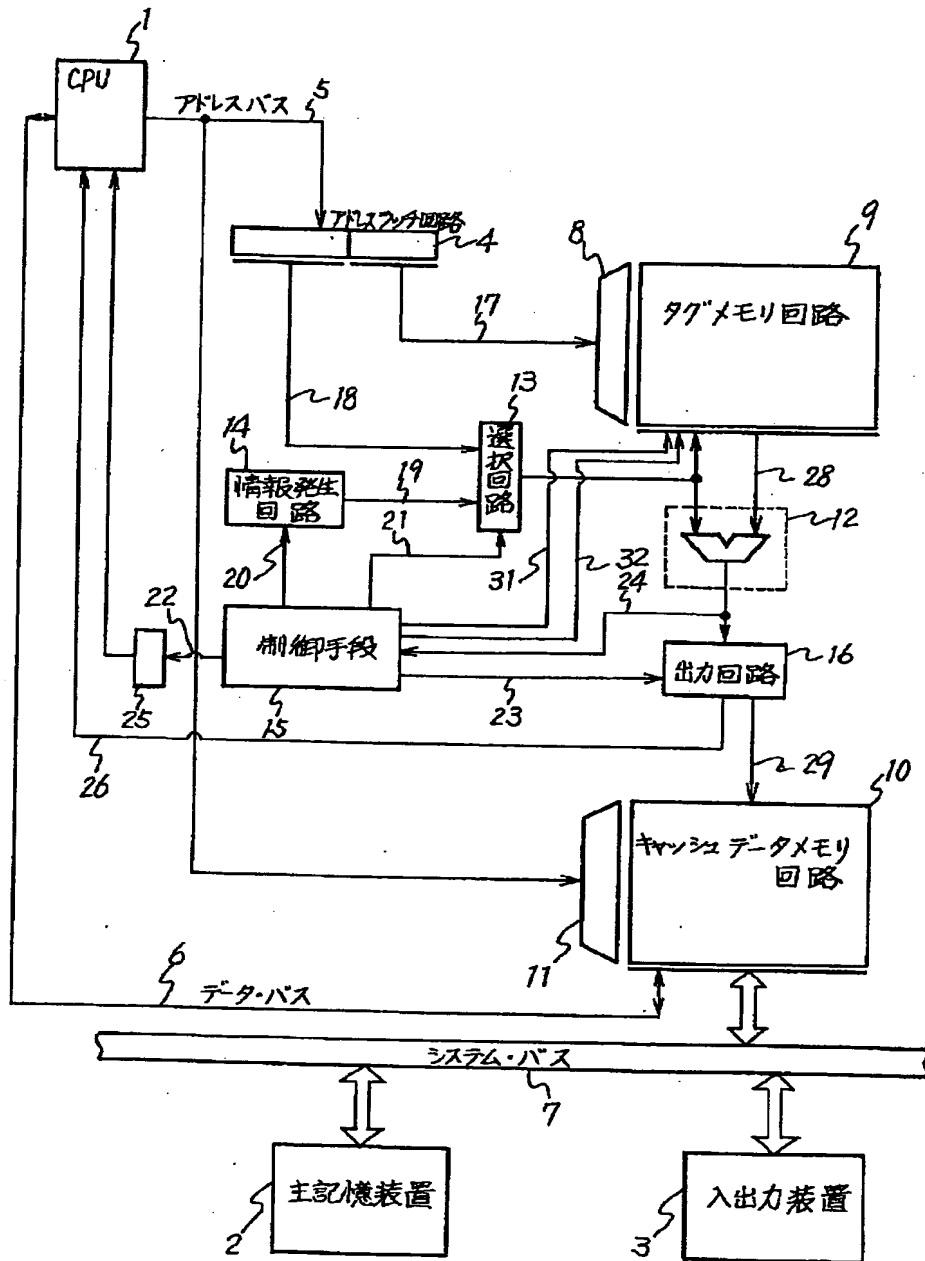 1
CPU
アドレスバス
5
アドレスラッチ回路
4
8
9
タグメモリ回路
17
18
13
選択回路
14
情報発生
回路
19
28
12
20
21
31
32
24
22
制御手段
出力回路
16
25
15
23
26
29
10
キャッシュデータメモリ
回路
11
6
データ・バス
システム・バス
7
主記憶装置
2
入出力装置
3